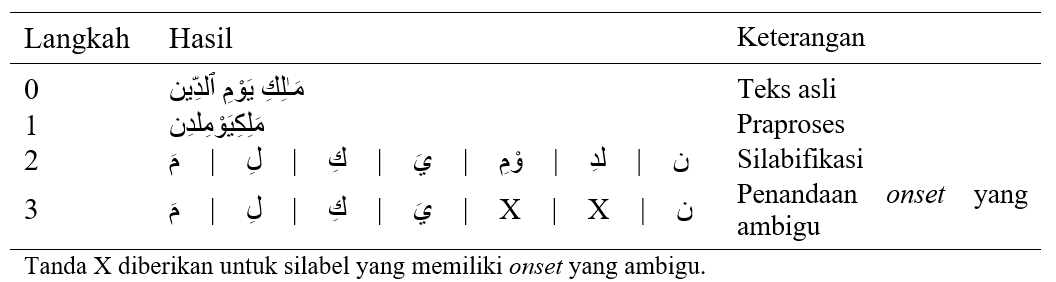 Langkah Hasil Keterangan
0 مَـٰلِكِ يَوْمِ ٱلدِّين Teks asli
1 مَلِكِيَوْمِلدِن Praproses
2 مَ | لِ | كِ | يَ | وْمِ | لدِ | ن Silabifikasi
3 مَ | لِ | كِ | يَ | X | X | ن Penandaan onset yang
ambigu
Tanda X diberikan untuk silabel yang memiliki onset yang ambigu.